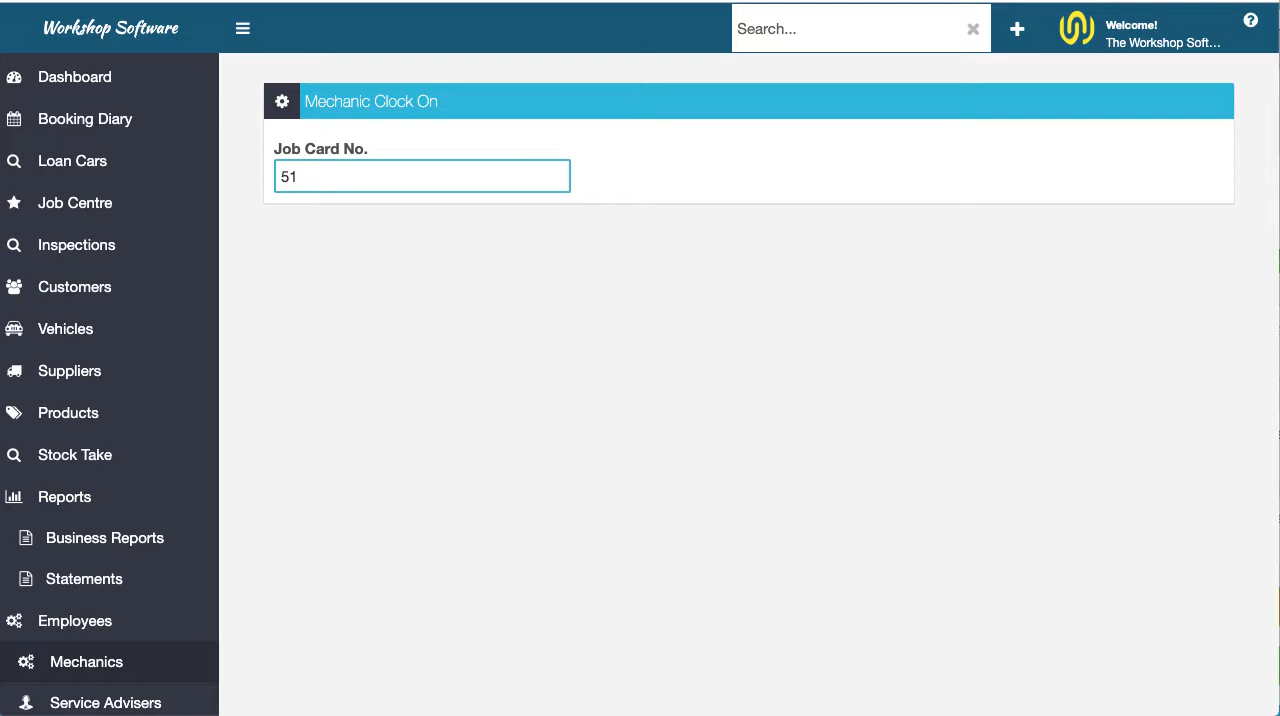 Workshop Software
Search...
Welcome!
The Workshop Soft...
Dashboard
Booking Diary
Loan Cars
Job Centre
Inspections
Customers
Vehicles
Suppliers
Products
Stock Take
Reports
Business Reports
Statements
Employees
Mechanics
Service Advisers
Mechanic Clock On
Job Card No.
51